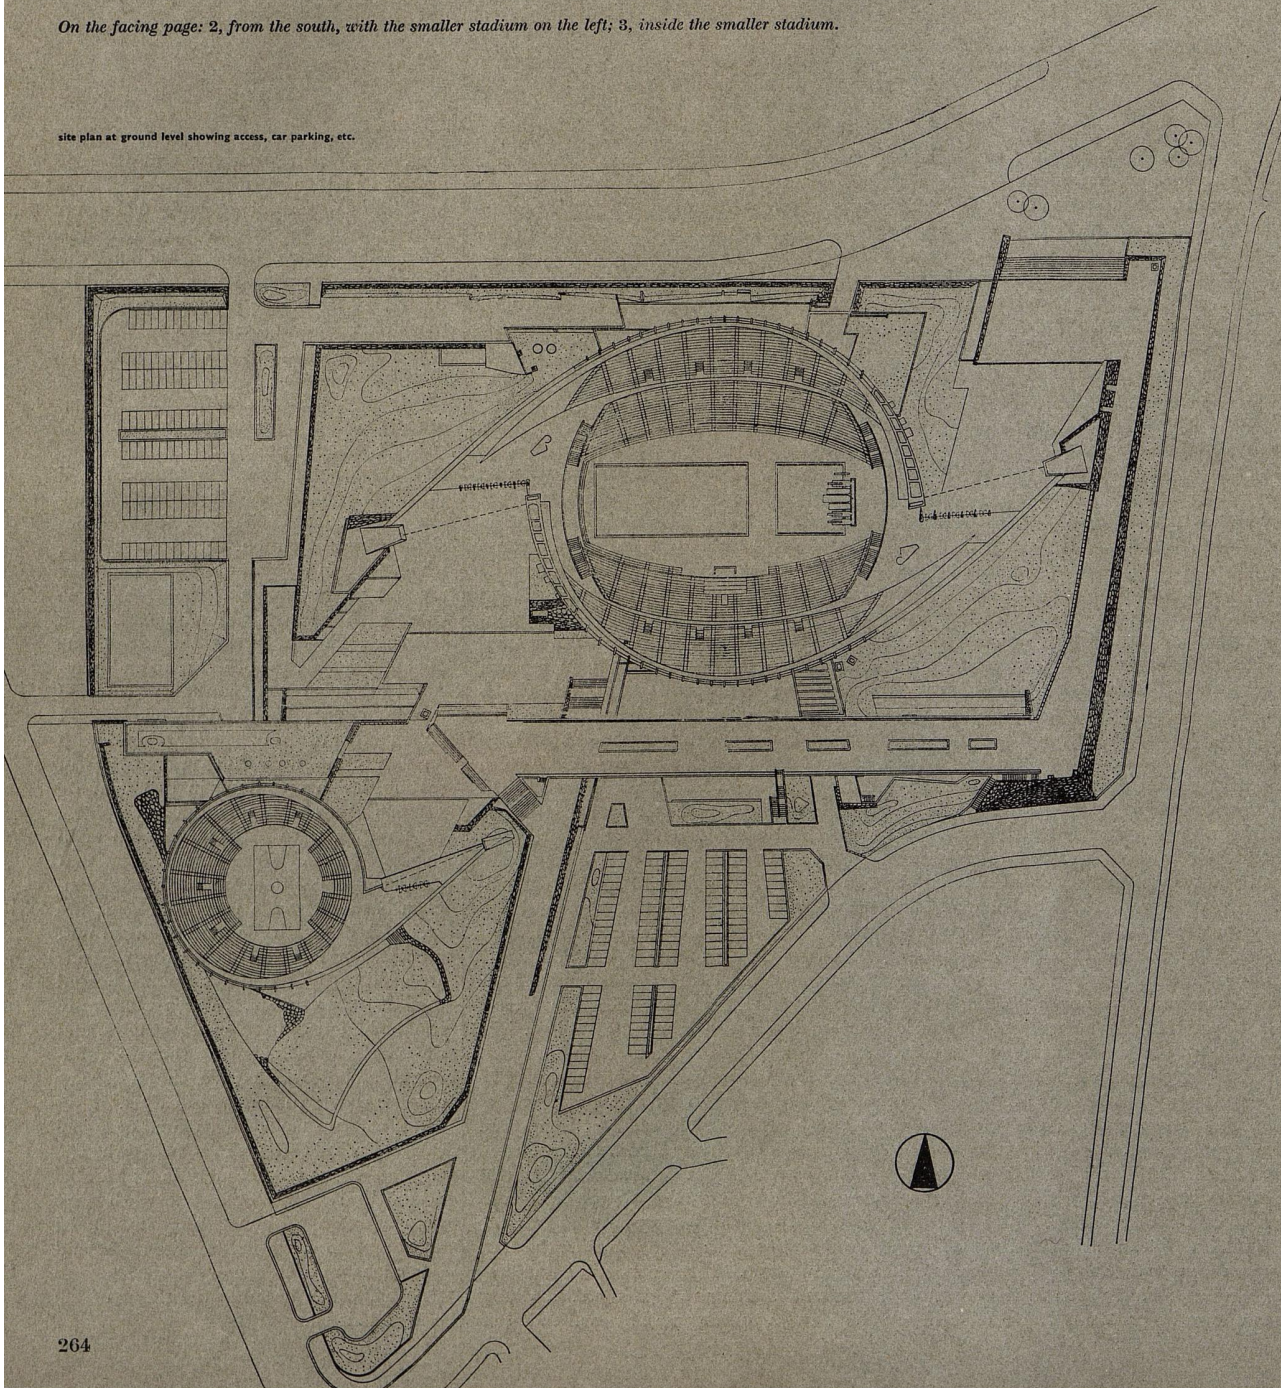 On the facing page: 2, from the south, with the smaller stadium on the left; 3, inside the smaller stadium.
site plan at ground level showing access, car parking, etc.
264